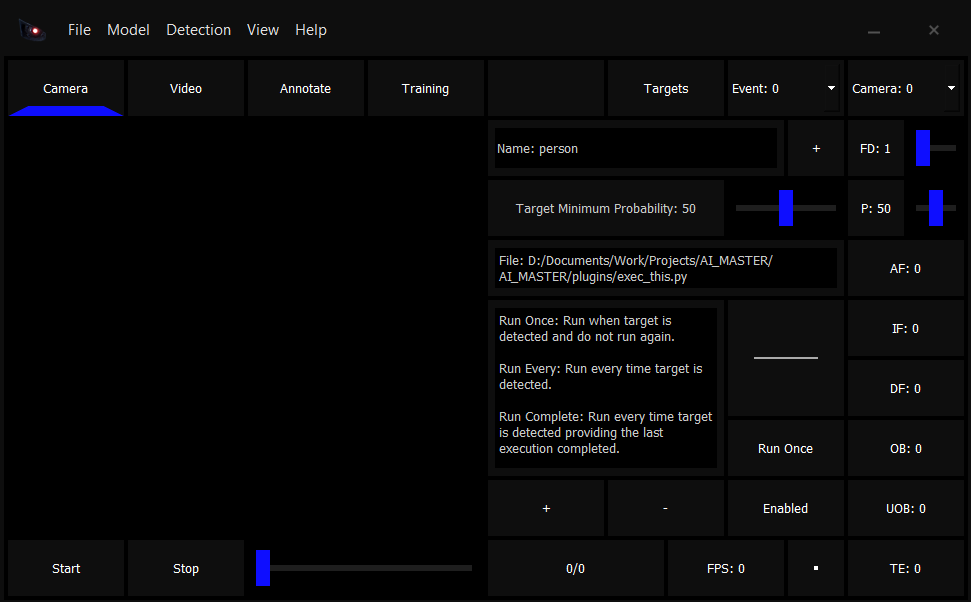 File Model Detection View Help
Camera Video Annotate Training Targets Event: 0 Camera: 0
Name: person + FD: 1
Target Minimum Probability: 50 P: 50
File: D:/Documents/Work/Projects/AI_MASTER/
AI_MASTER/plugins/exec_this.py
AF: 0
Run Once: Run when target is
detected and do not run again.
Run Every: Run every time target is
detected.
Run Complete: Run every time target
is detected providing the last
execution completed.
IF: 0
DF: 0
Run Once OB: 0
+ - Enabled UOB: 0
Start Stop 0/0 FPS: 0 TE: 0